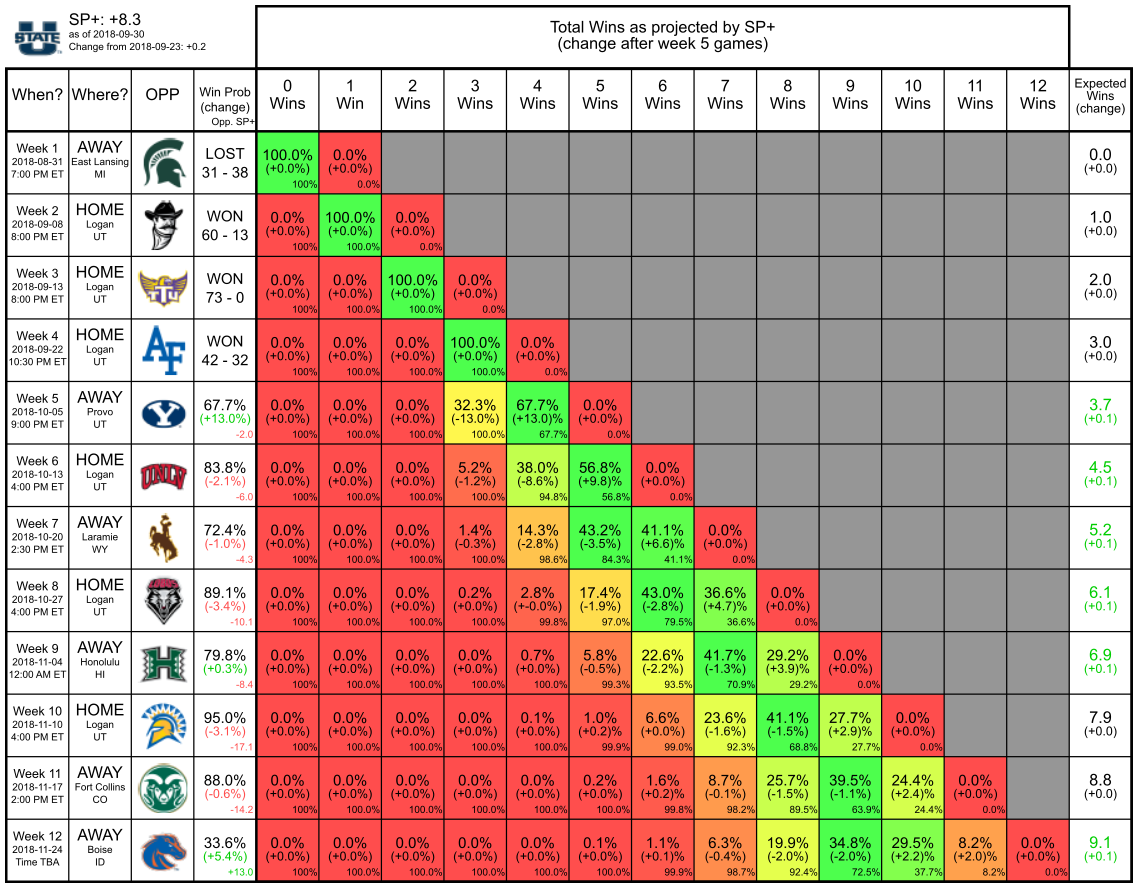 SP+: +8.3
as of 2018-09-30
Change from 2018-09-23: +0.2
STATE
Total Wins as projected by SP+
(change after week 5 games)
When? Where? OPP Win Prob (change) Opp. SP+ 0 Wins 1 Win 2 Wins 3 Wins 4 Wins 5 Wins 6 Wins 7 Wins 8 Wins 9 Wins 10 Wins 11 Wins 12 Wins Expected Wins (change)
Week 1 AWAY LOST 100.0% 0.0% 0.0
2018-08-31 East Lansing 31 - 38 (+0.0%) (+0.0%) (+0.0)
7:00 PM ET MI 100% 0.0%
Week 2 HOME WON 0.0% 100.0% 0.0% 1.0
2018-09-08 Logan 60 - 13 (+0.0%) (+0.0%) (+0.0%) (+0.0)
8:00 PM ET UT 100% 100.0% 0.0%
Week 3 HOME WON 0.0% 0.0% 100.0% 0.0% 2.0
2018-09-13 Logan TTU 73 - 0 (+0.0%) (+0.0%) (+0.0%) (+0.0%) (+0.0)
8:00 PM ET UT 100% 100.0% 100.0% 0.0%
Week 4 HOME AF WON 0.0% 0.0% 0.0% 100.0% 0.0% 3.0
2018-09-22 Logan 42 - 32 (+0.0%) (+0.0%) (+0.0%) (+0.0%) (+0.0%) (+0.0)
10:30 PM ET UT 100% 100.0% 100.0% 100.0% 0.0%
Week 5 AWAY Y 67.7% 0.0% 0.0% 0.0% 32.3% 67.7% 0.0% 3.7
2018-10-05 Provo (+13.0%) (+0.0%) (+0.0%) (+0.0%) (-13.0%) (+13.0)% (+0.0%) (+0.1)
9:00 PM ET UT -2.0 100% 100.0% 100.0% 100.0% 67.7% 0.0%
Week 6 HOME UNLV 83.8% 0.0% 0.0% 0.0% 5.2% 38.0% 56.8% 0.0% 4.5
2018-10-13 Logan (-2.1%) (+0.0%) (+0.0%) (+0.0%) (-1.2%) (-8.6%) (+9.8)% (+0.0%) (+0.1)
4:00 PM ET UT -6.0 100% 100.0% 100.0% 100.0% 94.8% 56.8% 0.0%
Week 7 AWAY 72.4% 0.0% 0.0% 0.0% 1.4% 14.3% 43.2% 41.1% 0.0% 5.2
2018-10-20 Laramie (-1.0%) (+0.0%) (+0.0%) (+0.0%) (-0.3%) (-2.8%) (-3.5%) (+6.6)% (+0.0%) (+0.1)
2:30 PM ET WY -4.3 100% 100.0% 100.0% 100.0% 98.6% 84.3% 41.1% 0.0%
Week 8 HOME 89.1% 0.0% 0.0% 0.0% 0.2% 2.8% 17.4% 43.0% 36.6% 0.0% 6.1
2018-10-27 Logan (-3.4%) (+0.0%) (+0.0%) (+0.0%) (+0.0%) (+-0.0%) (-1.9%) (-2.8%) (+4.7)% (+0.0%) (+0.1)
4:00 PM ET UT -10.1 100% 100.0% 100.0% 100.0% 99.8% 97.0% 79.5% 36.6% 0.0%
Week 9 AWAY H 79.8% 0.0% 0.0% 0.0% 0.0% 0.7% 5.8% 22.6% 41.7% 29.2% 0.0% 6.9
2018-11-04 Honolulu (+0.3%) (+0.0%) (+0.0%) (+0.0%) (+0.0%) (+0.0%) (-0.5%) (-2.2%) (-1.3%) (+3.9)% (+0.0%) (+0.1)
12:00 AM ET HI -8.4 100% 100.0% 100.0% 100.0% 100.0% 99.3% 93.5% 70.9% 29.2% 0.0%
Week 10 HOME 95.0% 0.0% 0.0% 0.0% 0.0% 0.1% 1.0% 6.6% 23.6% 41.1% 27.7% 0.0% 7.9
2018-11-10 Logan (-3.1%) (+0.0%) (+0.0%) (+0.0%) (+0.0%) (+0.0%) (+0.2)% (+0.0%) (-1.6%) (-1.5%) (+2.9)% (+0.0%) (+0.0)
4:00 PM ET UT -17.1 100% 100.0% 100.0% 100.0% 100.0% 99.9% 99.0% 92.3% 68.8% 27.7% 0.0%
Week 11 AWAY 88.0% 0.0% 0.0% 0.0% 0.0% 0.0% 0.2% 1.6% 8.7% 25.7% 39.5% 24.4% 0.0% 8.8
2018-11-17 Fort Collins (-0.6%) (+0.0%) (+0.0%) (+0.0%) (+0.0%) (+0.0%) (+0.0%) (+0.2)% (-0.1%) (-1.5%) (-1.1%) (+2.4)% (+0.0%) (+0.0)
2:00 PM ET CO -14.2 100% 100.0% 100.0% 100.0% 100.0% 100.0% 99.8% 98.2% 89.5% 63.9% 24.4% 0.0%
Week 12 AWAY 33.6% 0.0% 0.0% 0.0% 0.0% 0.0% 0.1% 1.1% 6.3% 19.9% 34.8% 29.5% 8.2% 0.0% 9.1
2018-11-24 Boise (+5.4%) (+0.0%) (+0.0%) (+0.0%) (+0.0%) (+0.0%) (+0.0%) (+0.1)% (-0.4%) (-2.0%) (-2.0%) (+2.2)% (+2.0)% (+0.0%) (+0.1)
Time TBA ID +13.0 100% 100.0% 100.0% 100.0% 100.0% 100.0% 99.9% 98.7% 92.4% 72.5% 37.7% 8.2% 0.0%